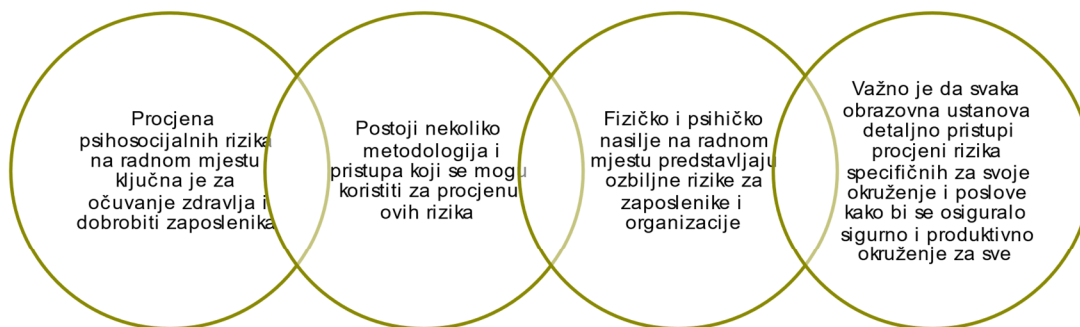 Procjena
psihosocijalnih rizika
na radnom mjestu
ključna je za
očuvanje zdravlja i
dobrobiti zaposlenika
Postoji nekoliko
metodologija i
pristupa koji se mogu
koristiti za procjenu
ovih rizika
Fizičko i psihičko
nasilje na radnom
mjestu predstavljaju
ozbiljne rizike za
zaposlenike i
organizacije
Važno je da svaka
obrazovna ustanova
detaljno pristupi
procjeni rizika
specifičnih za svoje
okruženje i poslove
kako bi se osiguralo
sigurno i produktivno
okruženje za sve